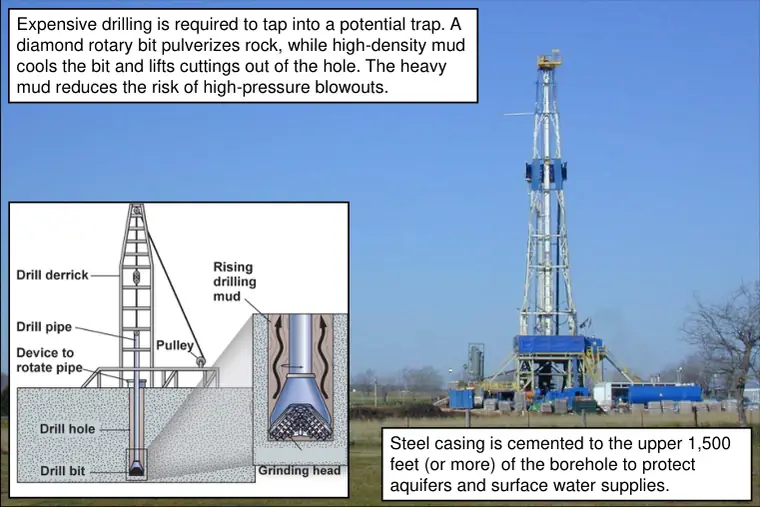 Expensive drilling is required to tap into a potential trap. A
diamond rotary bit pulverizes rock, while high-density mud
cools the bit and lifts cuttings out of the hole. The heavy
mud reduces the risk of high-pressure blowouts.
Drill derrick
Drill pipe
Device to
rotate pipe
Pulley
Drill hole
Drill bit
Rising
drilling
mud
Grinding head
Steel casing is cemented to the upper 1,500
feet (or more) of the borehole to protect
aquifers and surface water supplies.